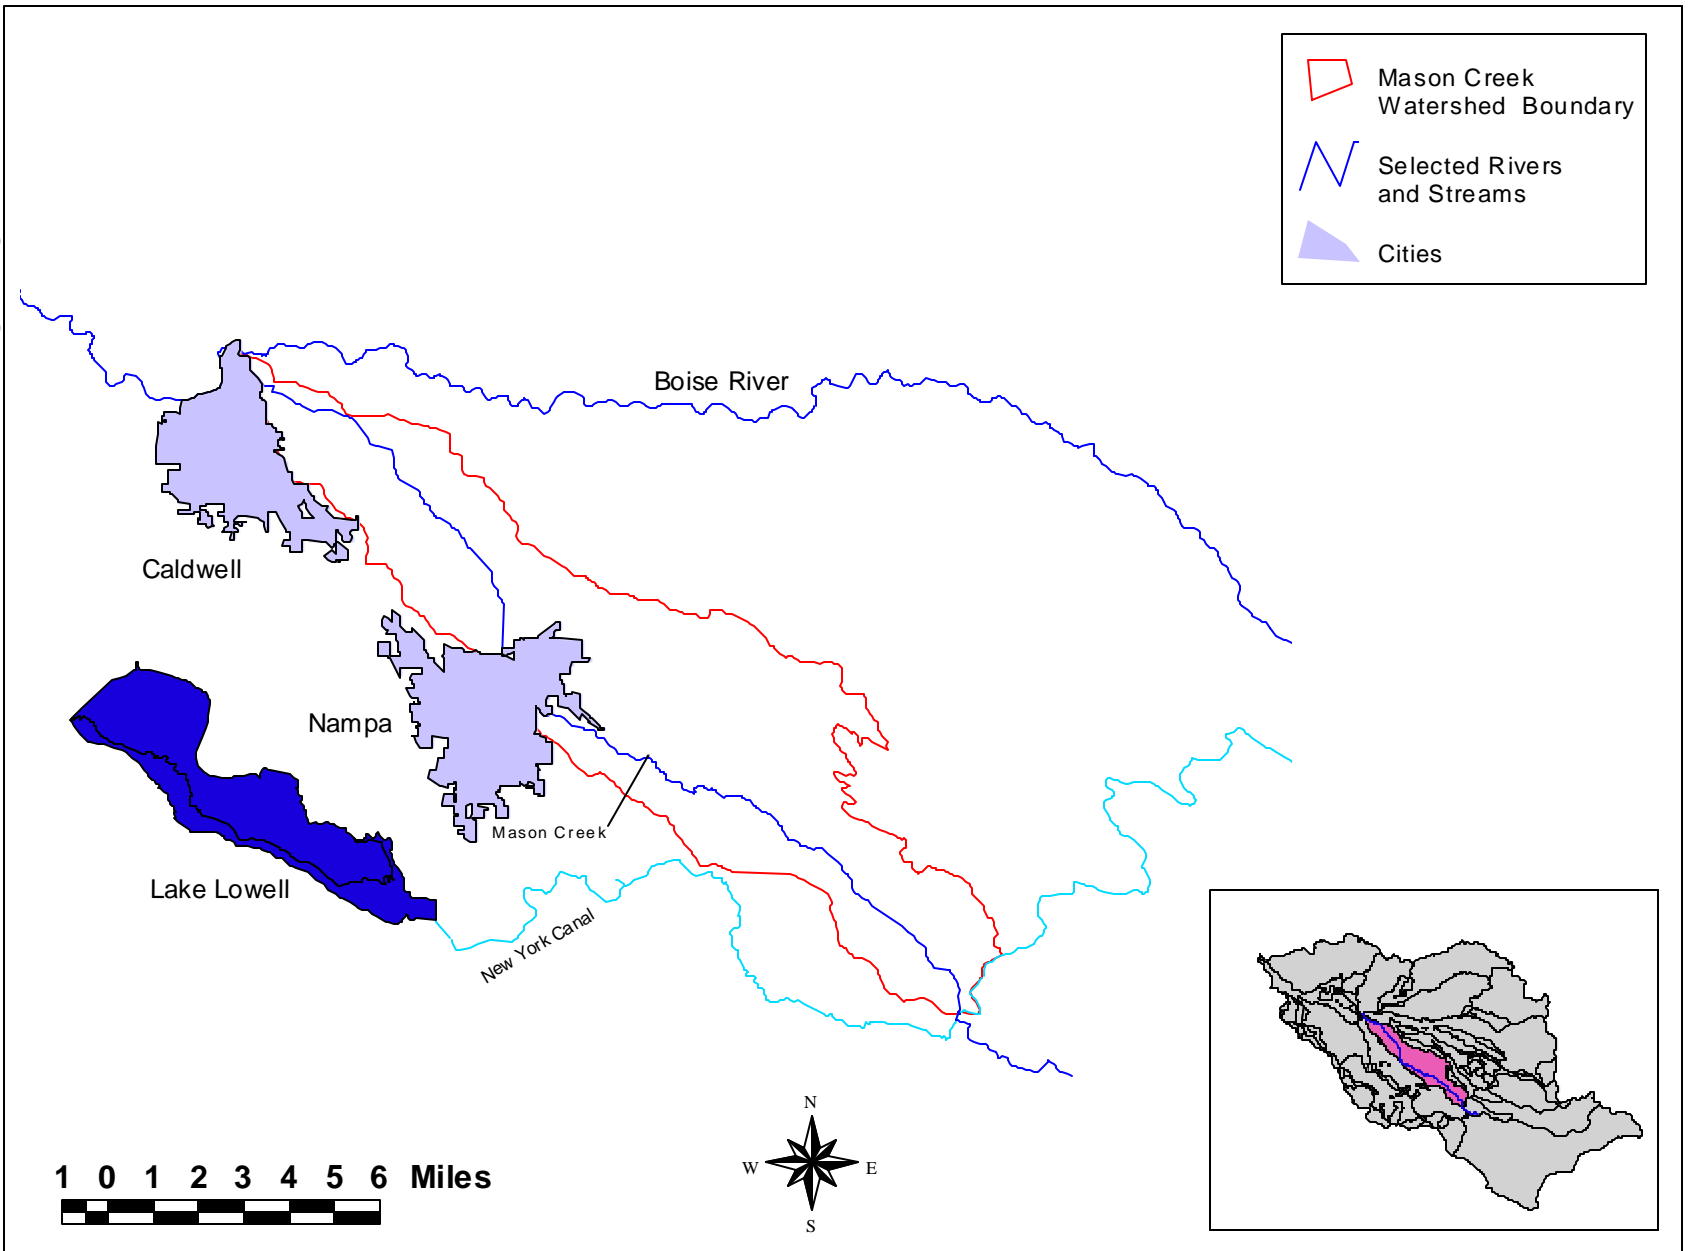 Mason Creek
Watershed Boundary
Selected Rivers
and Streams
Cities
Boise River
Caldwell
Nampa
Mason Creek
Lake Lowell
New York Canal
N
W E
S
1 0 1 2 3 4 5 6 Miles